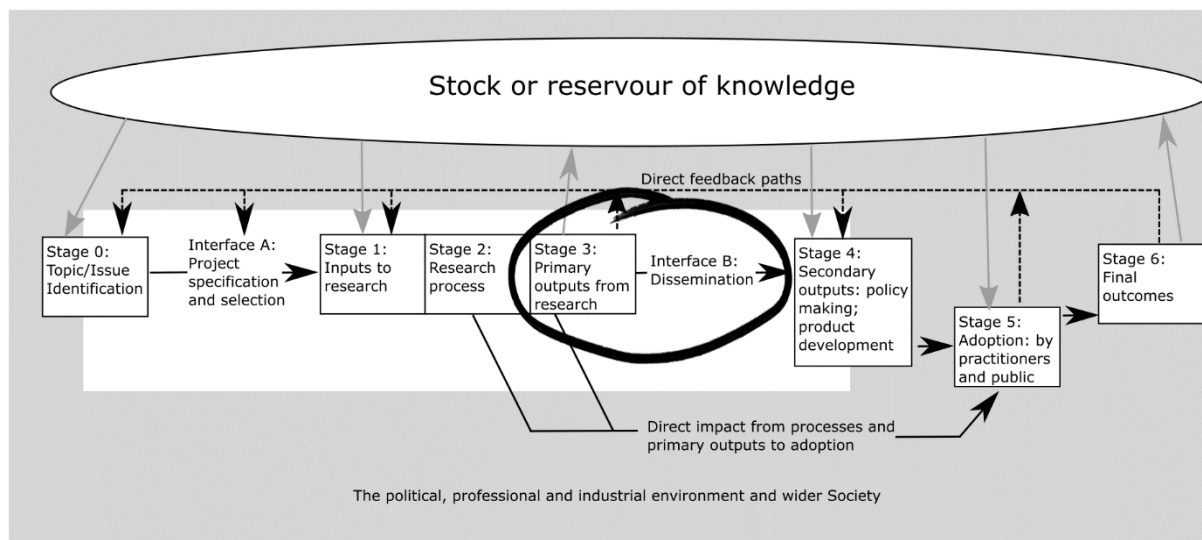 Stock or reservour of knowledge
Direct feedback paths
Stage 0:
Topic/Issue
Identification
Interface A:
Project
specification
and selection
Stage 1:
Inputs to
research
Stage 2:
Research
process
Stage 3:
Primary
outputs from
research
Interface B:
Dissemination
Stage 4:
Secondary
outputs: policy
making;
product
development
Stage 5:
Adoption: by
practitioners
and public
Stage 6:
Final
outcomes
Direct impact from processes and
primary outputs to adoption
The political, professional and industrial environment and wider Society